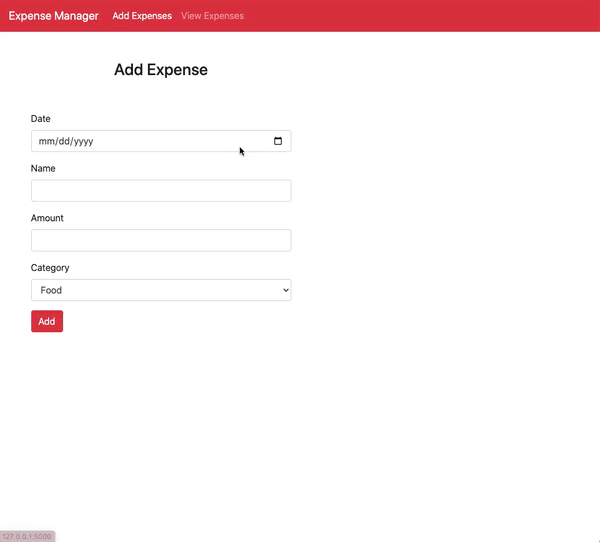 Expense Manager Add Expenses View Expenses
Add Expense
Date
mm/dd/yyyy
Name
Amount
Category
Food
Add
127.0.0.1:5000